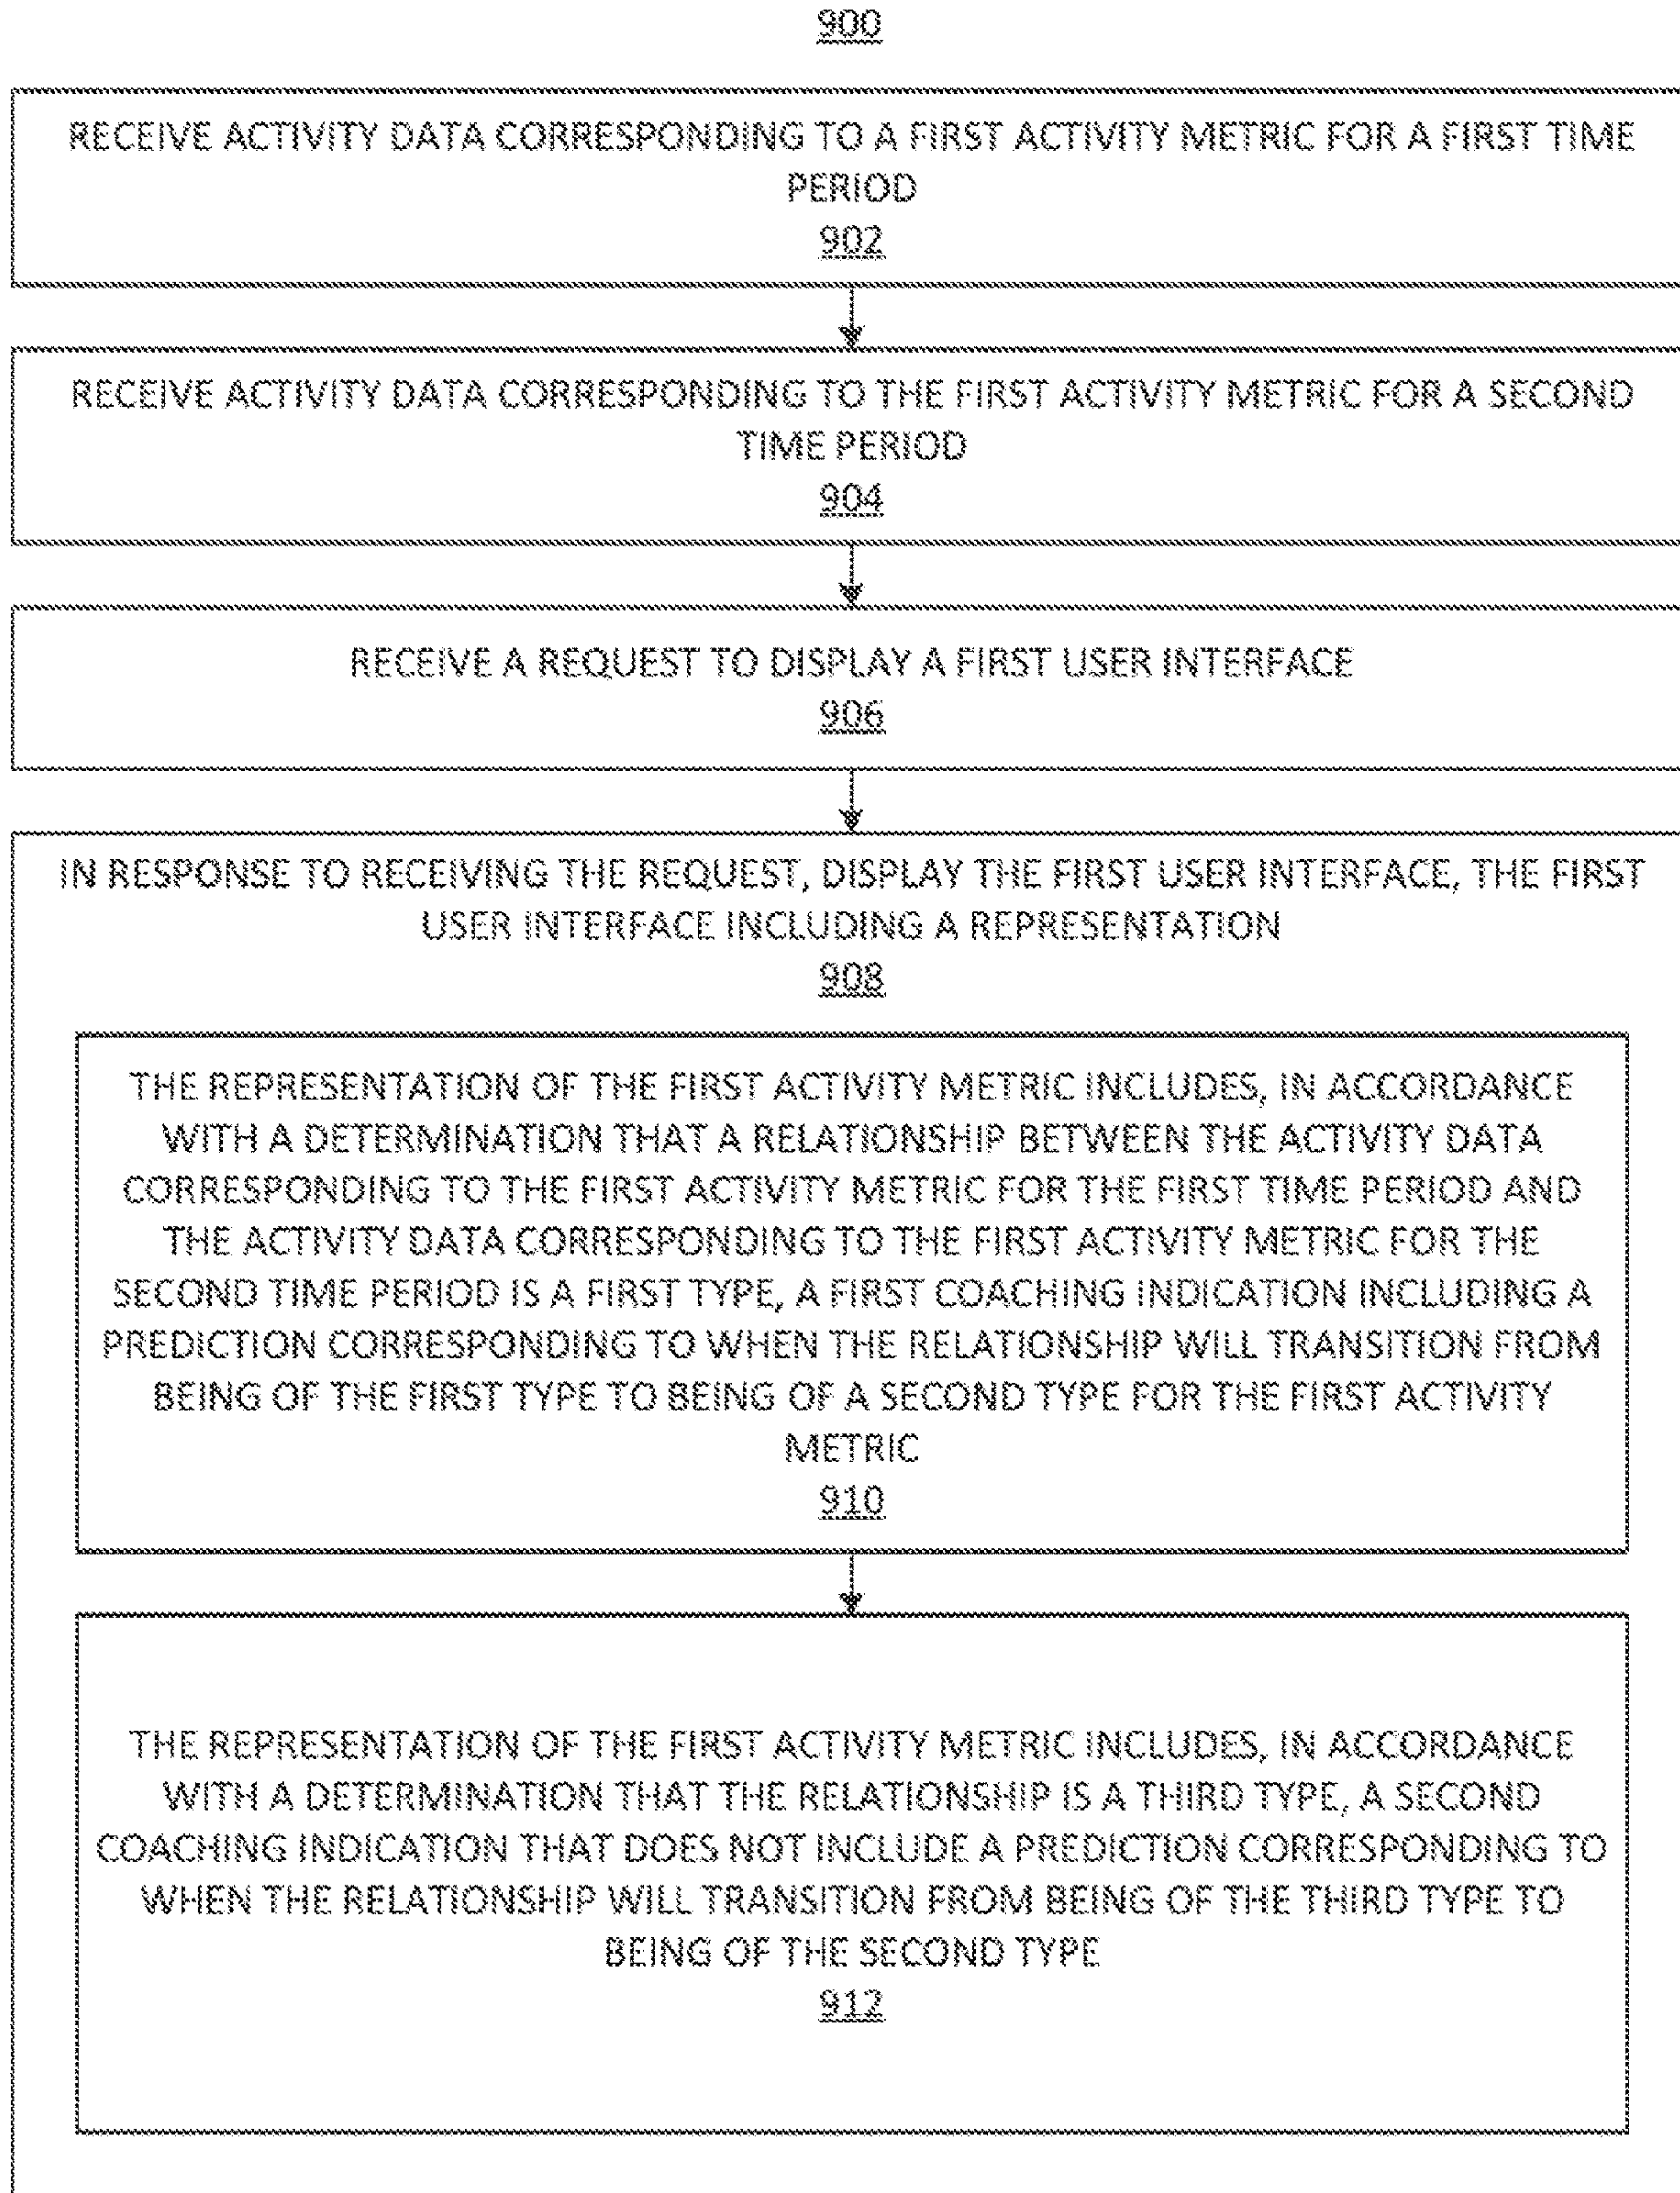 900
RECEIVE ACTIVITY DATA CORRESPONDING TO A FIRST ACTIVITY METRIC FOR A FIRST TIME
PERIOD
902
RECEIVE ACTIVITY DATA CORRESPONDING TO THE FIRST ACTIVITY METRIC FOR A SECOND
TIME PERIOD
904
RECEIVE A REQUEST TO DISPLAY A FIRST USER INTERFACE
906
IN RESPONSE TO RECEIVING THE REQUEST, DISPLAY THE FIRST USER INTERFACE, THE FIRST
USER INTERFACE INCLUDING A REPRESENTATION
908
THE REPRESENTATION OF THE FIRST ACTIVITY METRIC INCLUDES, IN ACCORDANCE
WITH A DETERMINATION THAT A RELATIONSHIP BETWEEN THE ACTIVITY DATA
CORRESPONDING TO THE FIRST ACTIVITY METRIC FOR THE FIRST TIME PERIOD AND
THE ACTIVITY DATA CORRESPONDING TO THE FIRST ACTIVITY METRIC FOR THE
SECOND TIME PERIOD IS A FIRST TYPE, A FIRST COACHING INDICATION INCLUDING A
PREDICTION CORRESPONDING TO WHEN THE RELATIONSHIP WILL TRANSITION FROM
BEING OF THE FIRST TYPE TO BEING OF A SECOND TYPE FOR THE FIRST ACTIVITY
METRIC
910
THE REPRESENTATION OF THE FIRST ACTIVITY METRIC INCLUDES, IN ACCORDANCE
WITH A DETERMINATION THAT THE RELATIONSHIP IS A THIRD TYPE, A SECOND
COACHING INDICATION THAT DOES NOT INCLUDE A PREDICTION CORRESPONDING TO
WHEN THE RELATIONSHIP WILL TRANSITION FROM BEING OF THE THIRD TYPE TO
BEING OF THE SECOND TYPE
912